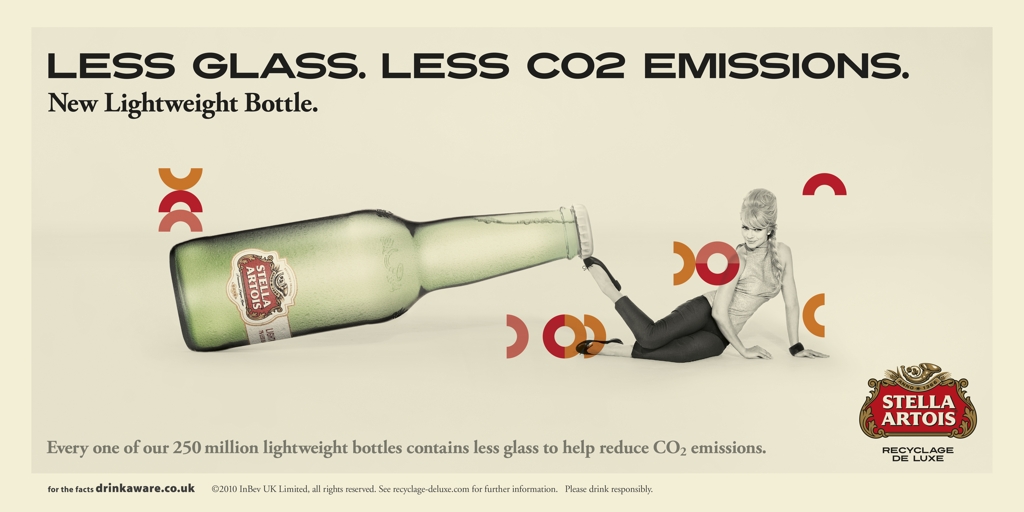 LESS GLASS. LESS CO2 EMISSIONS.
New Lightweight Bottle.
STELLA
ARTOIS
ANNO 1366
STELLA
ARTOIS
RECYCLAGE
DE LUXE
Every one of our 250 million lightweight bottles contains less glass to help reduce CO₂ emissions.
for the facts drinkaware.co.uk ©2010 InBev UK Limited, all rights reserved. See recyclage-deluxe.com for further information. Please drink responsibly.